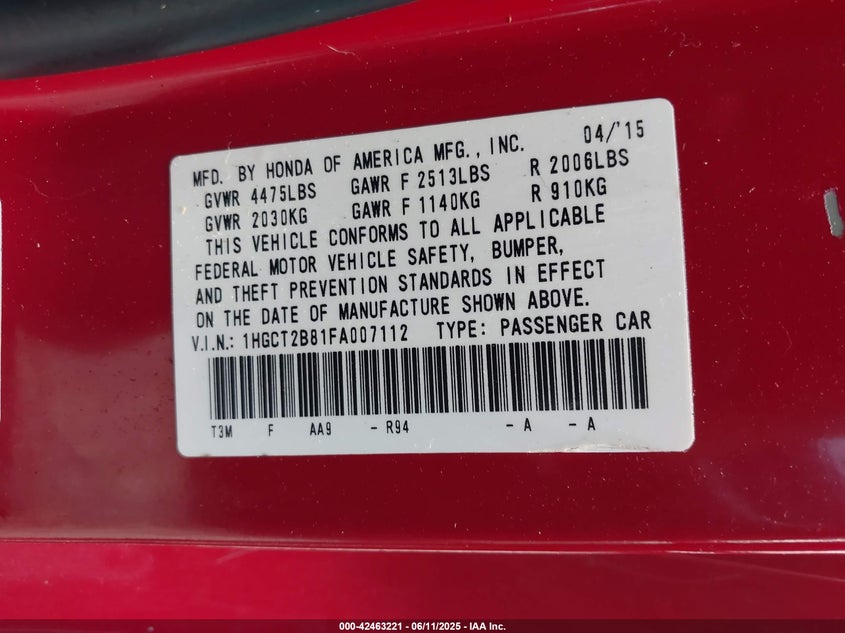 MFD. BY HONDA OF AMERICA MFG., INC. 04/'15
GVWR 4475LBS GAWR F 2513LBS R 2006LBS
GVWR 2030KG GAWR F 1140KG R 910KG
THIS VEHICLE CONFORMS TO ALL APPLICABLE
FEDERAL MOTOR VEHICLE SAFETY, BUMPER,
AND THEFT PREVENTION STANDARDS IN EFFECT
ON THE DATE OF MANUFACTURE SHOWN ABOVE.
V.I.N.: 1HGCT2B81FA007112 TYPE: PASSENGER CAR
T3M F AA9 - R94 - A - A
000-42463221 | 06/11/2025 - IAA Inc.